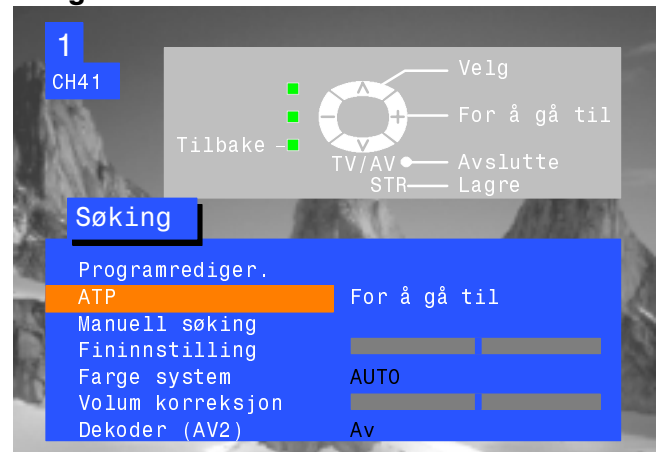 1
CH41
Velg
For å gå til
Tilbake
TV/AV Avslutte
STR Lagre
Søking
Programrediger.
ATP For å gå til
Manuell søking
Fininnstilling
Farge system AUTO
Volum korreksjon
Dekoder (AV2) Av